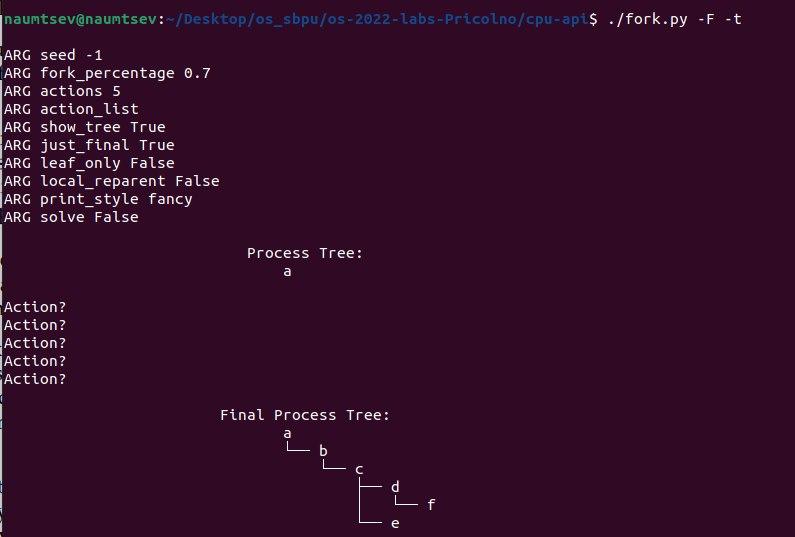 naumtsev@naumtsev:~/Desktop/os_sbpu/os-2022-labs-Pricolno/cpu-api$ ./fork.py -F -t
ARG seed -1
ARG fork_percentage 0.7
ARG actions 5
ARG action_list
ARG show_tree True
ARG just_final True
ARG leaf_only False
ARG local_reparent False
ARG print_style fancy
ARG solve False
Process Tree:
a
Action?
Action?
Action?
Action?
Action?
Final Process Tree:
a
└── b
└── c
├── d
│ └── f
└── e